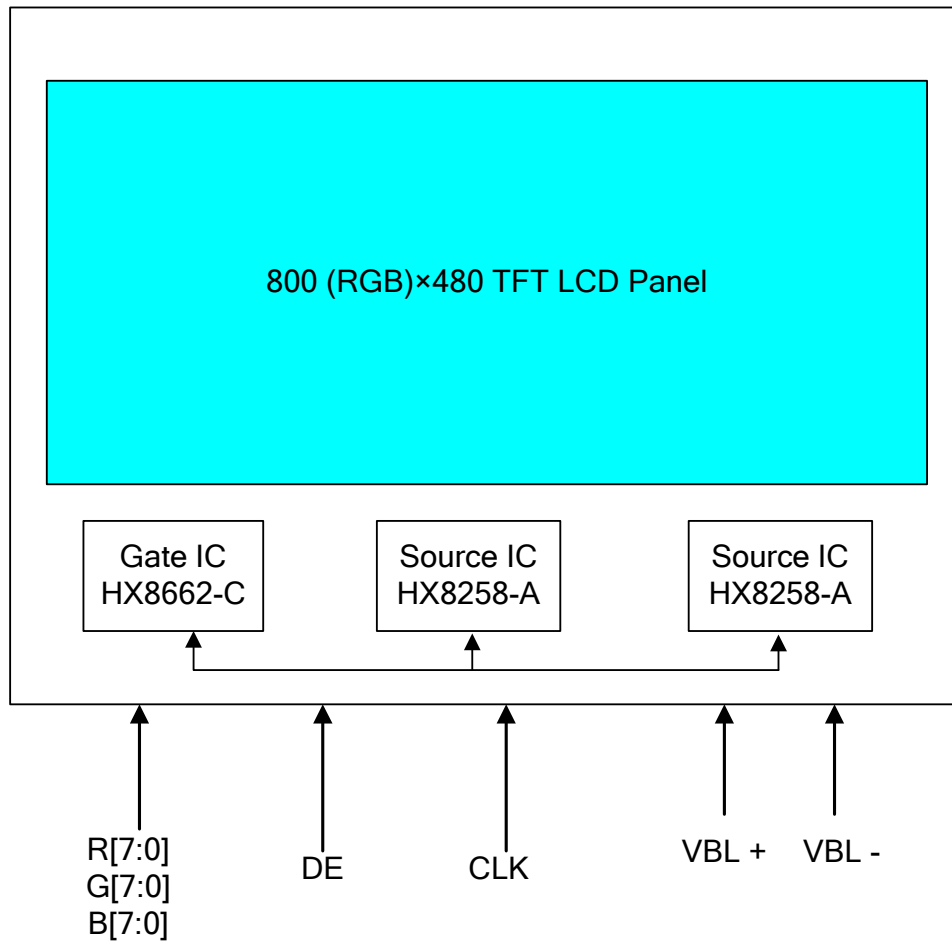 800 (RGB)×480 TFT LCD Panel
Gate IC
HX8662-C
Source IC
HX8258-A
Source IC
HX8258-A
R[7:0]
G[7:0]
B[7:0]
DE
CLK
VBL +
VBL -